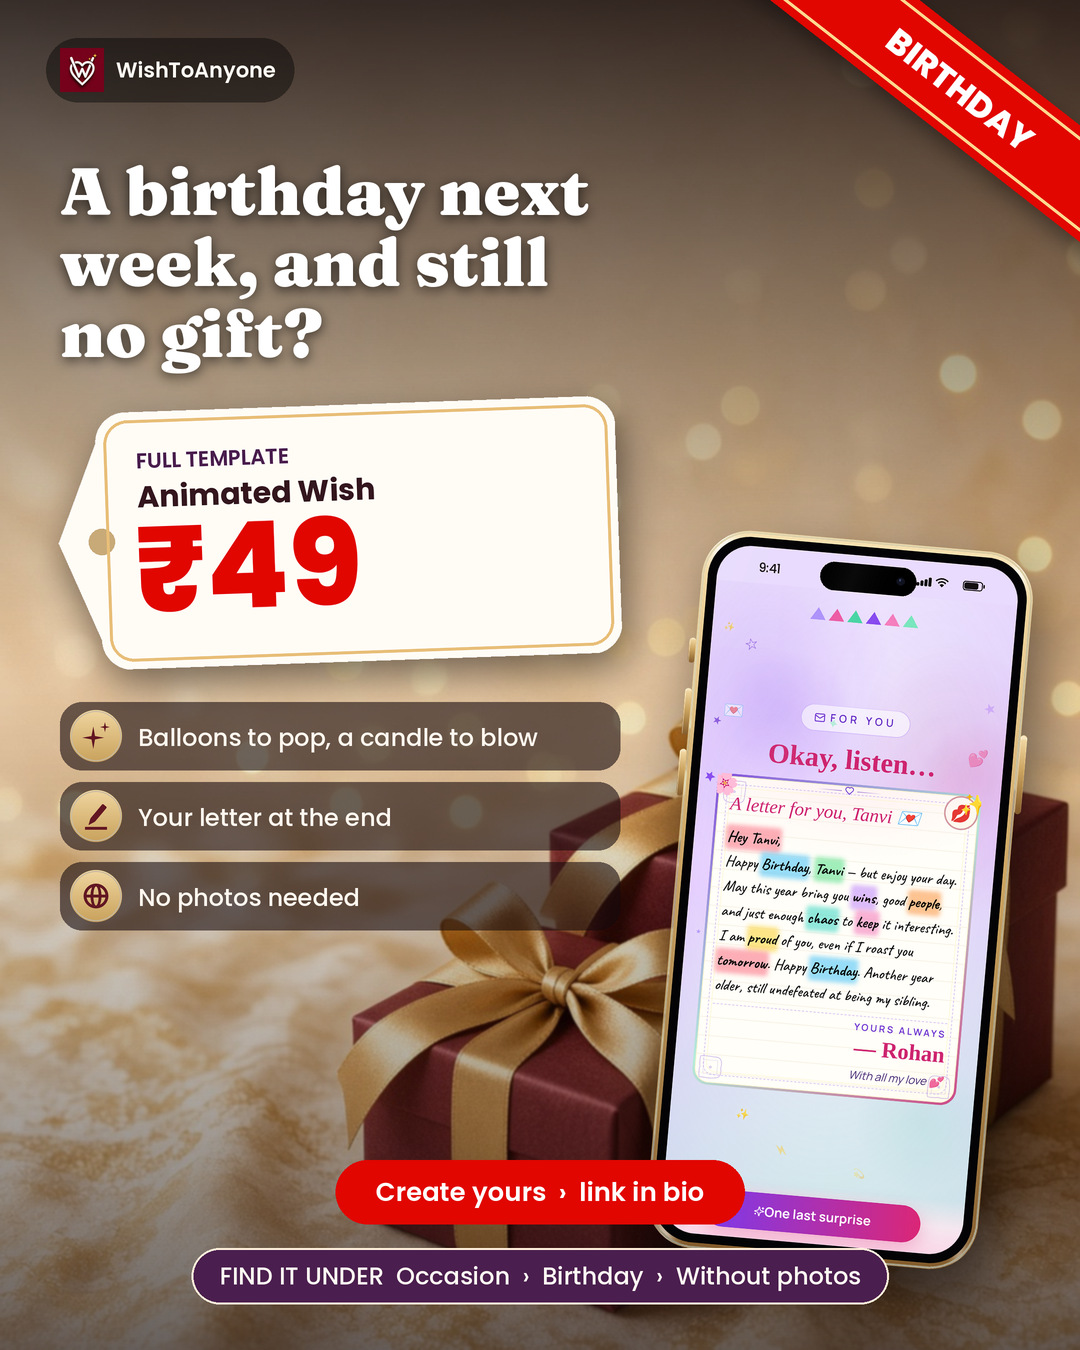 WishToAnyone
BIRTHDAY
A birthday next
week, and still
no gift?
FULL TEMPLATE
Animated Wish
₹49
Balloons to pop, a candle to blow
Your letter at the end
No photos needed
9:41
FOR YOU
Okay, listen...
A letter for you, Tanvi 💌
Hey Tanvi,
Happy Birthday, Tanvi — but enjoy your day.
May this year bring you wins, good people,
and just enough chaos to keep it interesting.
I am proud of you, even if I roast you
tomorrow. Happy Birthday. Another year
older, still undefeated at being my sibling.
YOURS ALWAYS
— Rohan
With all my love 💕
One last surprise
Create yours › link in bio
FIND IT UNDER Occasion › Birthday › Without photos